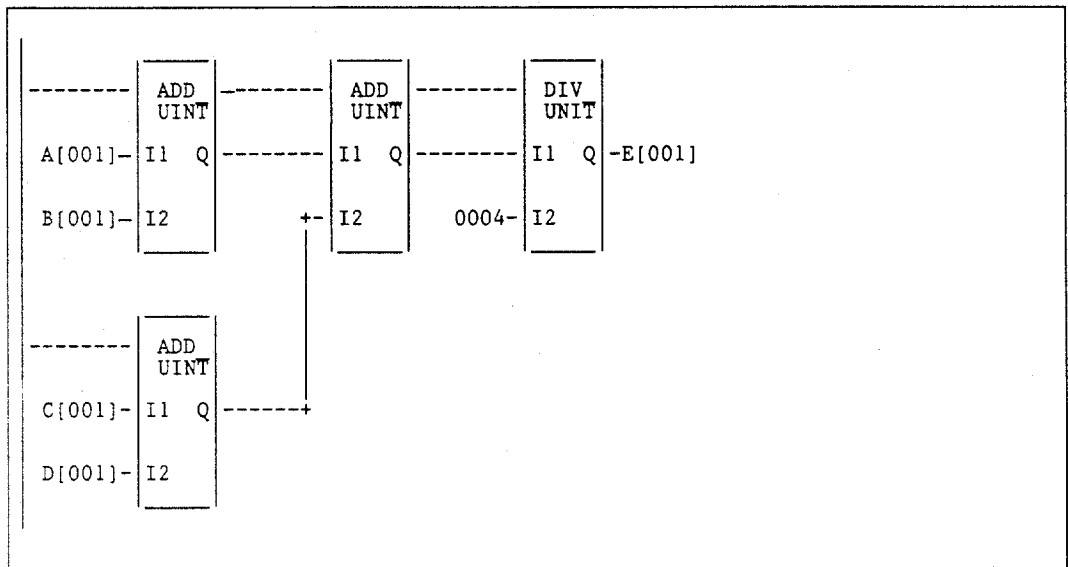 ADD ADD DIV
UINT UINT UNIT
A[001] I1 Q I1 Q I1 Q E[001]
B[001] I2 I2 0004 I2
ADD
UINT
C[001] I1 Q
D[001] I2